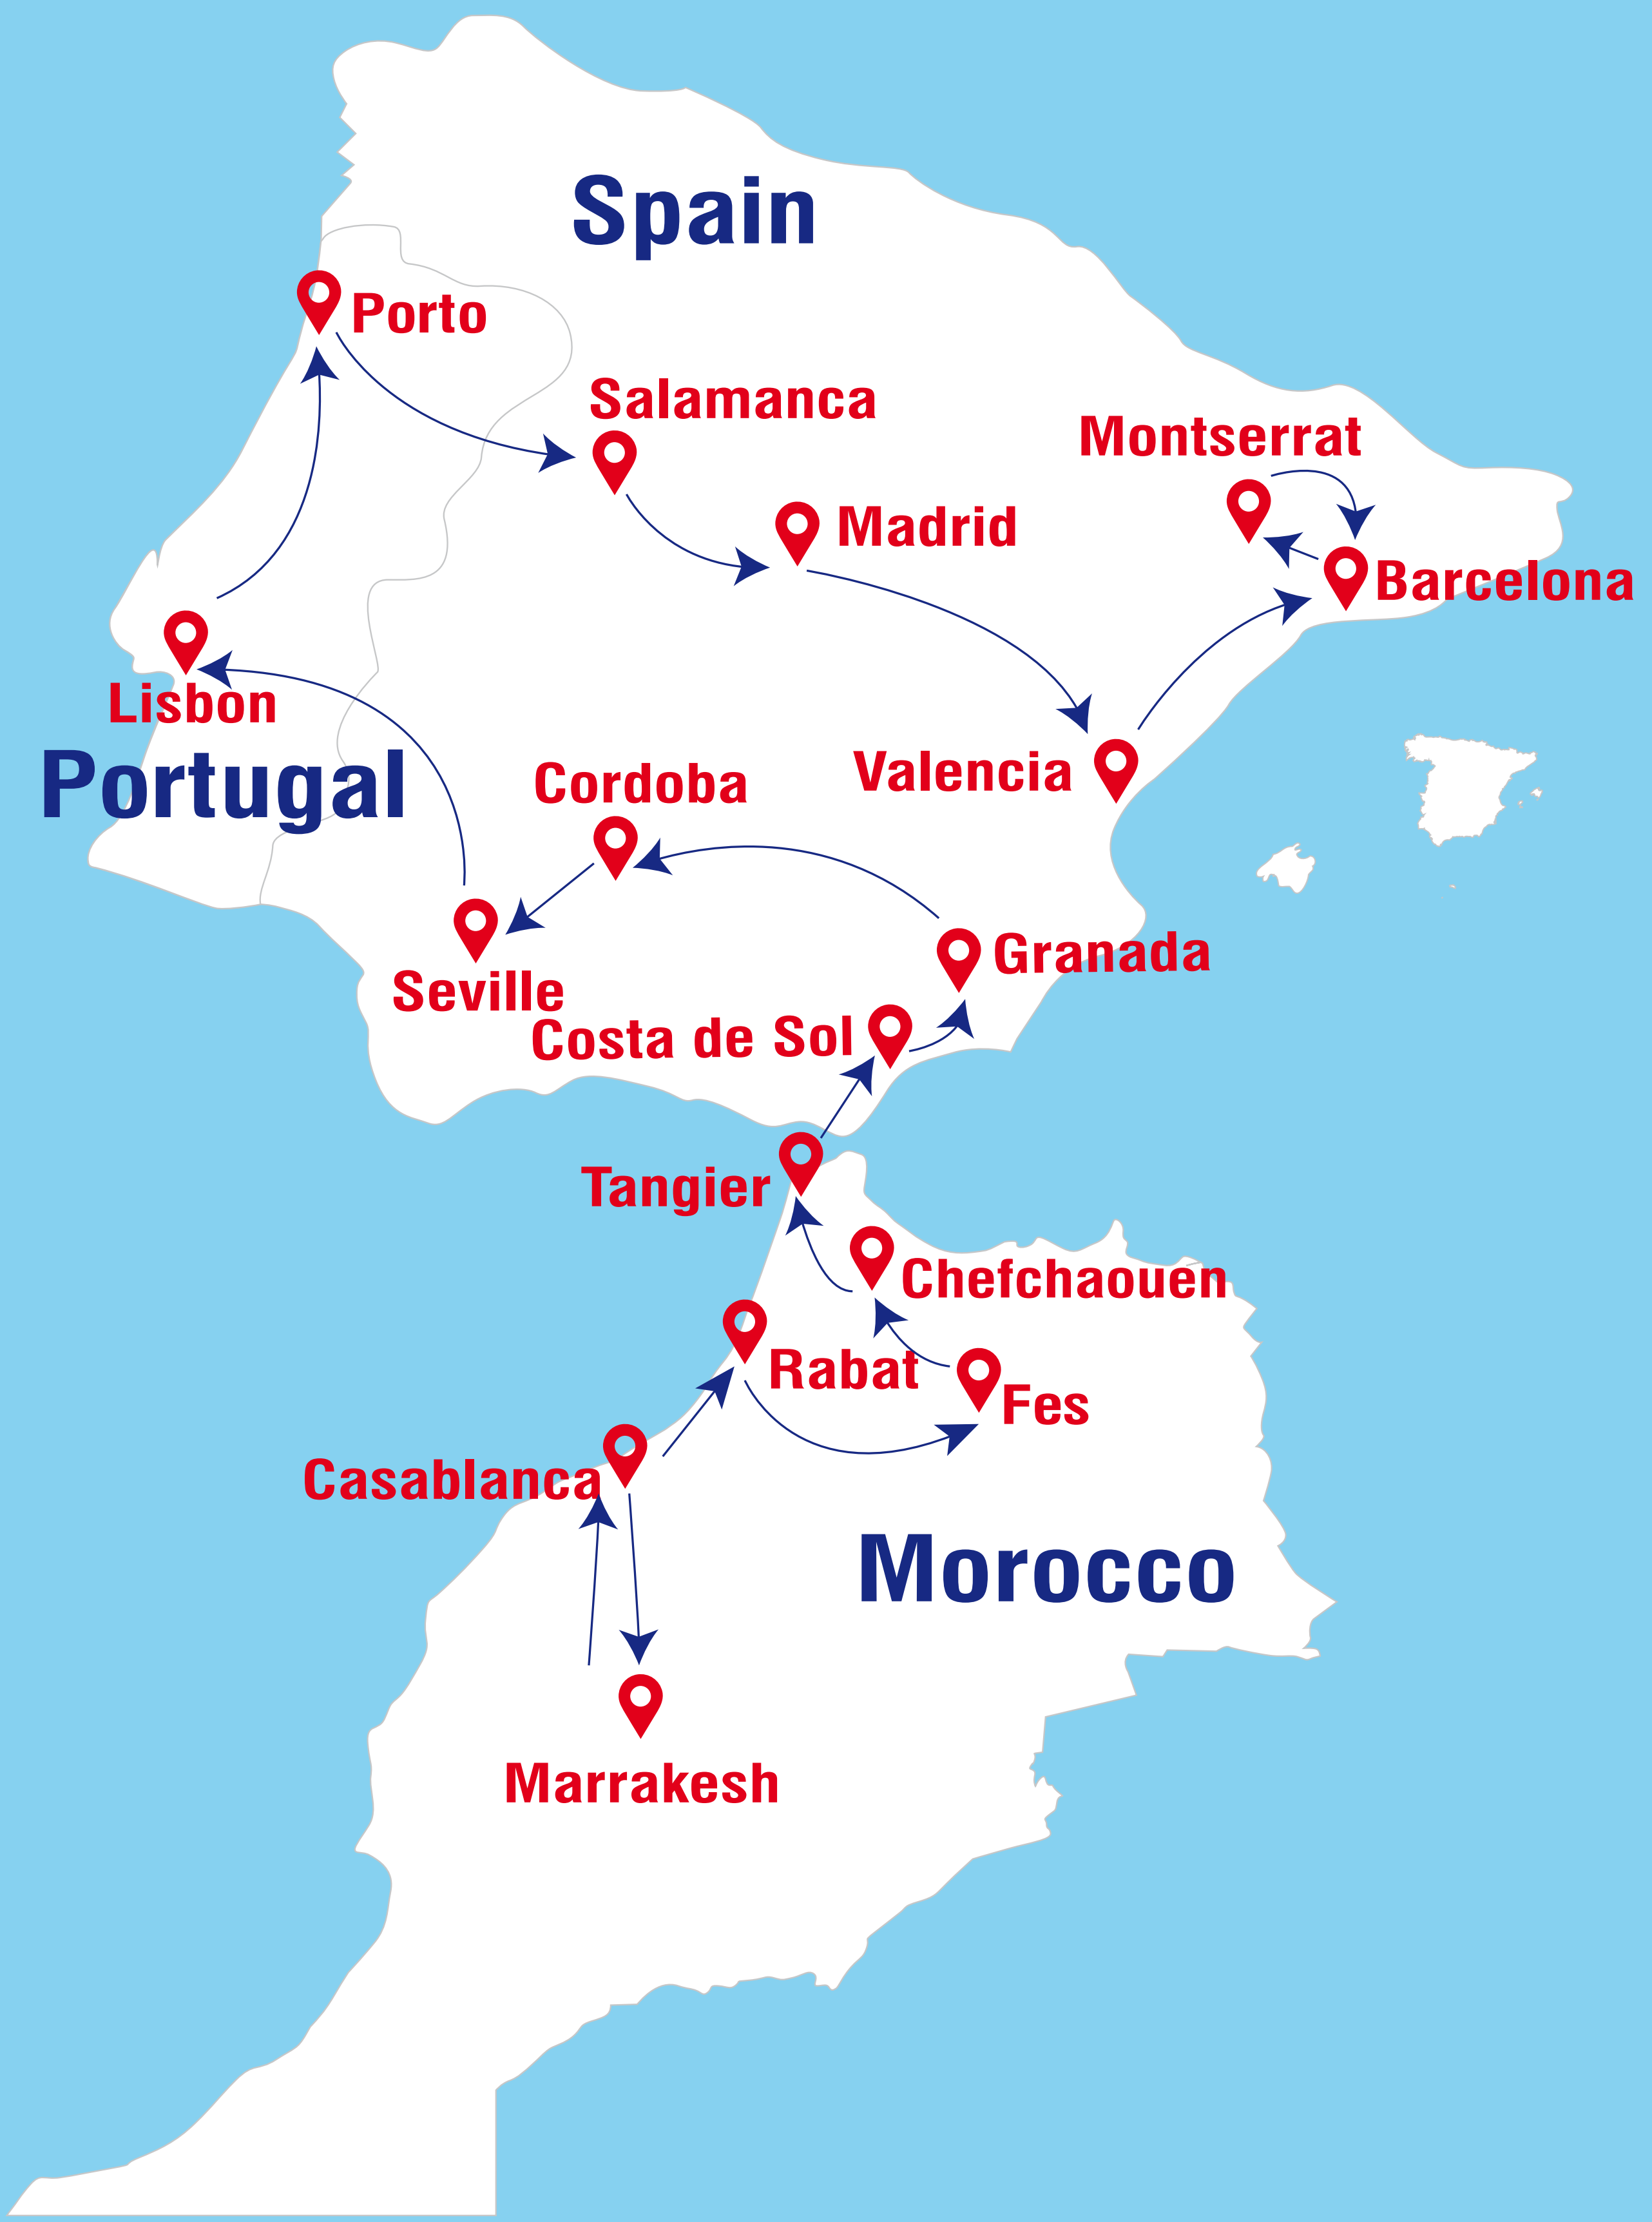 Spain
Porto
Salamanca
Montserrat
Madrid
Barcelona
Lisbon
Portugal
Valencia
Cordoba
Granada
Seville
Costa de Sol
Tangier
Chefchaouen
Rabat
Fes
Casablanca
Morocco
Marrakesh